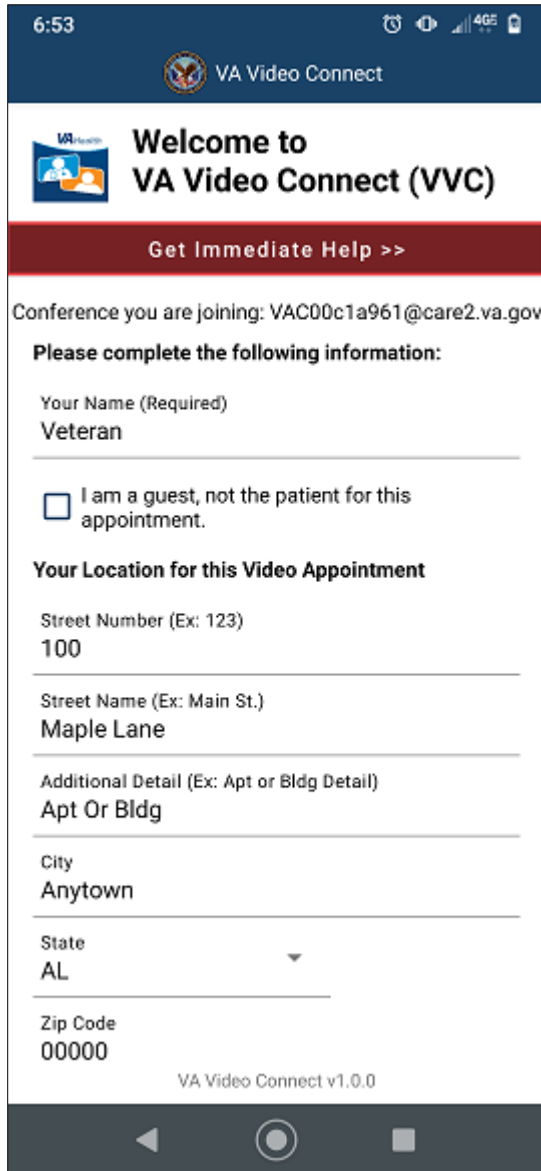 6:53
4GE
VA Video Connect
VA Health
Welcome to
VA Video Connect (VVC)
Get Immediate Help >>
Conference you are joining: VAC00c1a961@care2.va.gov
Please complete the following information:
Your Name (Required)
Veteran
I am a guest, not the patient for this
appointment.
Your Location for this Video Appointment
Street Number (Ex: 123)
100
Street Name (Ex: Main St.)
Maple Lane
Additional Detail (Ex: Apt or Bldg Detail)
Apt Or Bldg
City
Anytown
State
AL
Zip Code
00000
VA Video Connect v1.0.0